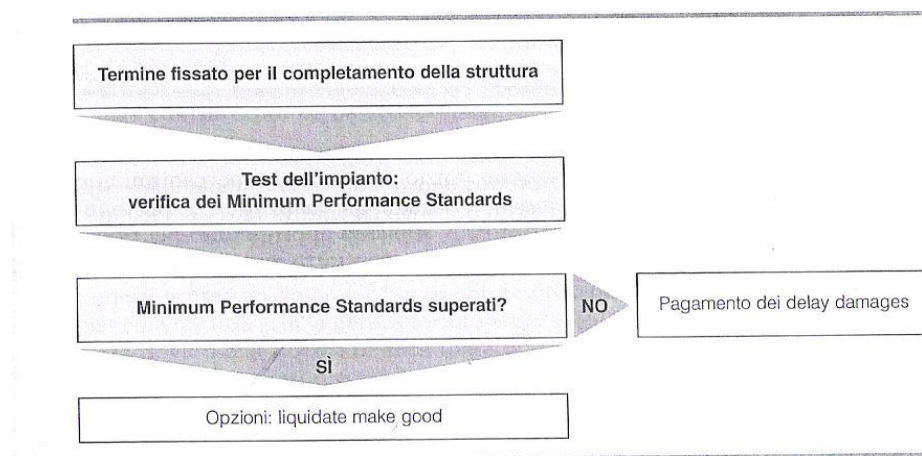 Termine fissato per il completamento della struttura
Test dell'impianto:
verifica dei Minimum Performance Standards
Minimum Performance Standards superati?
NO
Pagamento dei delay damages
SÌ
Opzioni: liquidate make good